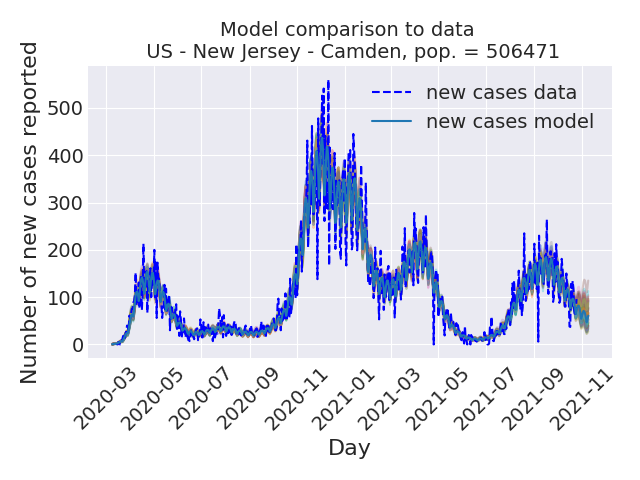 Model comparison to data
US - New Jersey - Camden, pop. = 506471
Number of new cases reported
500
400
300
200
100
0
new cases data
new cases model
2020-03
2020-05
2020-07
2020-09
2020-11
2021-01
2021-03
2021-05
2021-07
2021-09
2021-11
Day